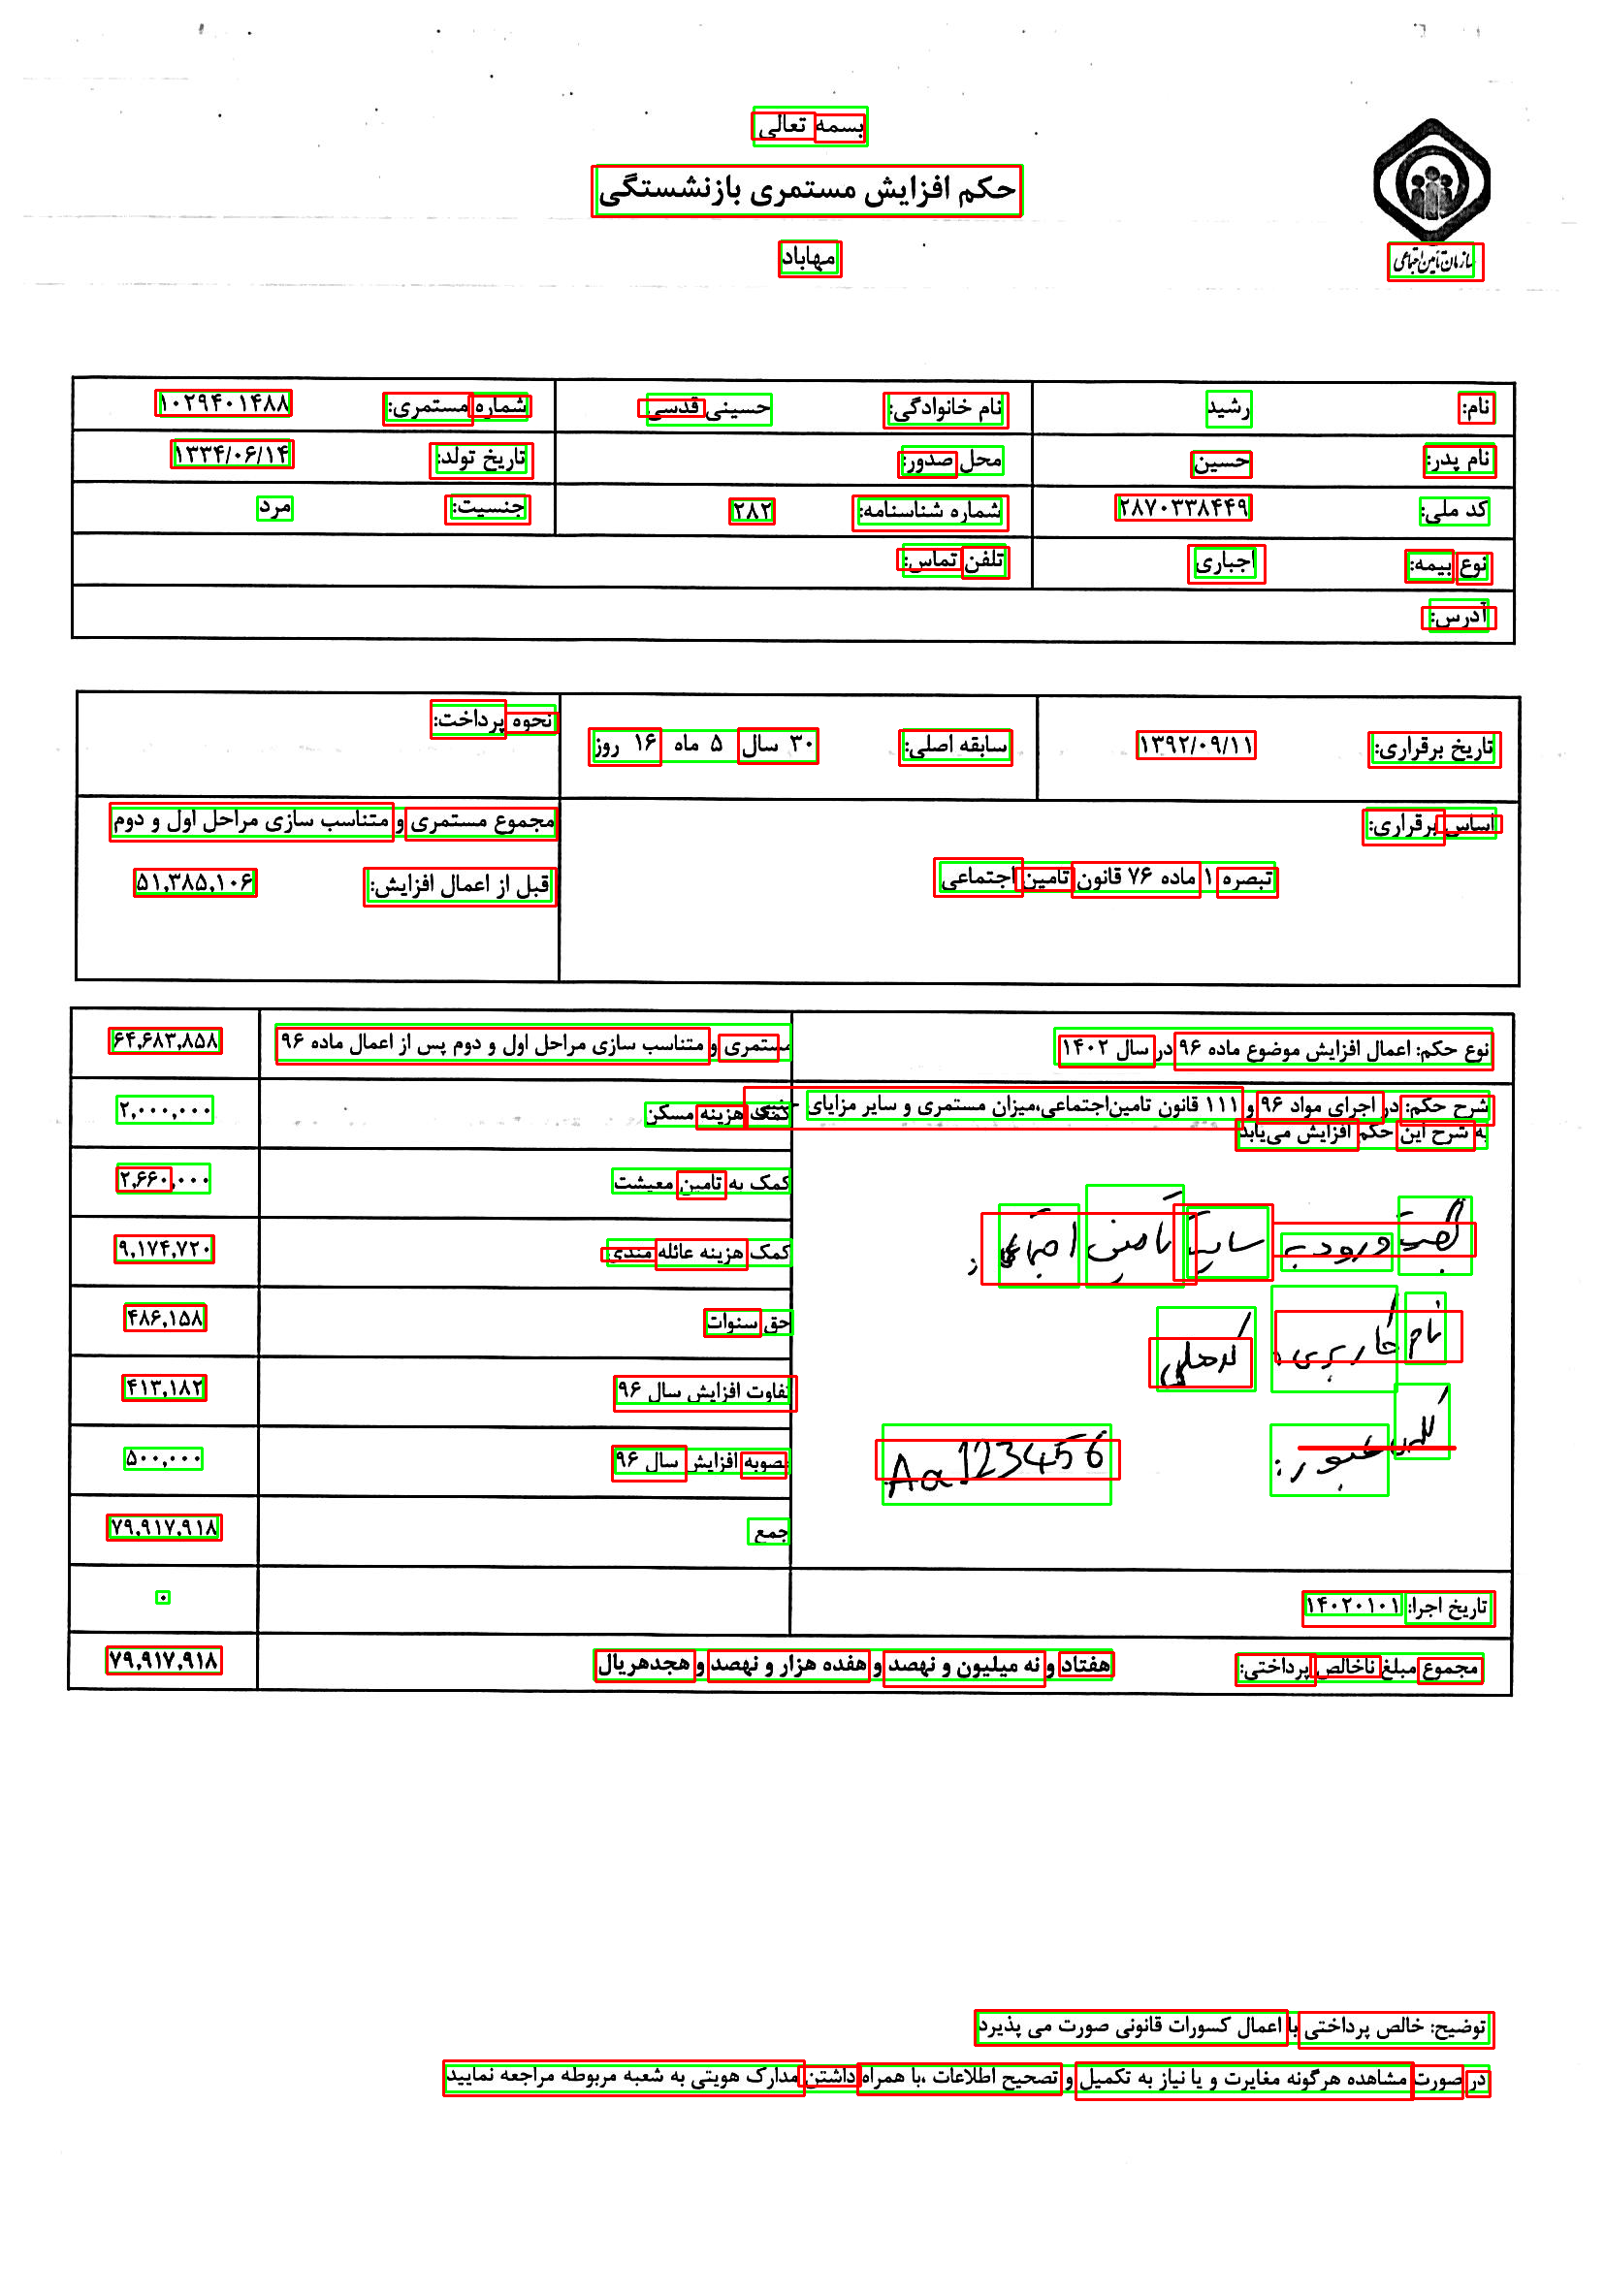 بسمه تعالی
حکم افزایش مستمری بازنشستگی
مهاباد
سازمان تأمین اجتماعی
نام: رشید نام خانوادگی: حسینی قدسی شماره مستمری: ۱۰۲۹۴۰۱۴۸۸
نام پدر: حسین محل صدور: تاریخ تولد: ۱۳۳۴/۰۶/۱۴
کد ملی: ۲۸۷۰۳۳۸۴۴۹ شماره شناسنامه: ۲۸۲ جنسیت: مرد
نوع بیمه: اجباری تلفن تماس:
آدرس:
تاریخ برقراری: ۱۳۹۲/۰۹/۱۱ سابقه اصلی: ۳۰ سال ۵ ماه ۱۶ روز نحوه پرداخت:
اساس برقراری:
تبصره ۱ ماده ۷۶ قانون تامین اجتماعی
مجموع مستمری و متناسب سازی مراحل اول و دوم
قبل از اعمال افزایش: ۵۱,۳۸۵,۱۰۶
نوع حکم: اعمال افزایش موضوع ماده ۹۶ در سال ۱۴۰۲
شرح حکم: در اجرای مواد ۹۶ و ۱۱۱ قانون تامین‌اجتماعی،میزان مستمری و سایر مزایای جنبی
به شرح این حکم افزایش می‌یابد
سایت تامین اجتماعی:
نام کاربری:
عبور:
Aa123456
مستمری و متناسب سازی مراحل اول و دوم پس از اعمال ماده ۹۶ ۶۴,۶۸۳,۸۵۸
کمک هزینه مسکن ۲,۰۰۰,۰۰۰
کمک به تامین معیشت ۲,۶۶۰,۰۰۰
کمک هزینه عائله مندی: ۹,۱۷۴,۷۲۰
حق سنوات ۴۸۶,۱۵۸
تفاوت افزایش سال ۹۶ ۴۱۳,۱۸۲
مصوبه افزایش سال ۹۶ ۵۰۰,۰۰۰
جمع ۷۹,۹۱۷,۹۱۸
تاریخ اجرا: ۱۴۰۲۰۱۰۱ ۰
مجموع مبلغ ناخالص پرداختی: هفتاد و نه میلیون و نهصد و هفده هزار و نهصد و هجدهریال ۷۹,۹۱۷,۹۱۸
توضیح: خالص پرداختی با اعمال کسورات قانونی صورت می پذیرد
در صورت مشاهده هرگونه مغایرت و یا نیاز به تکمیل و تصحیح اطلاعات ،با همراه داشتن مدارک هویتی به شعبه مربوطه مراجعه نمایید